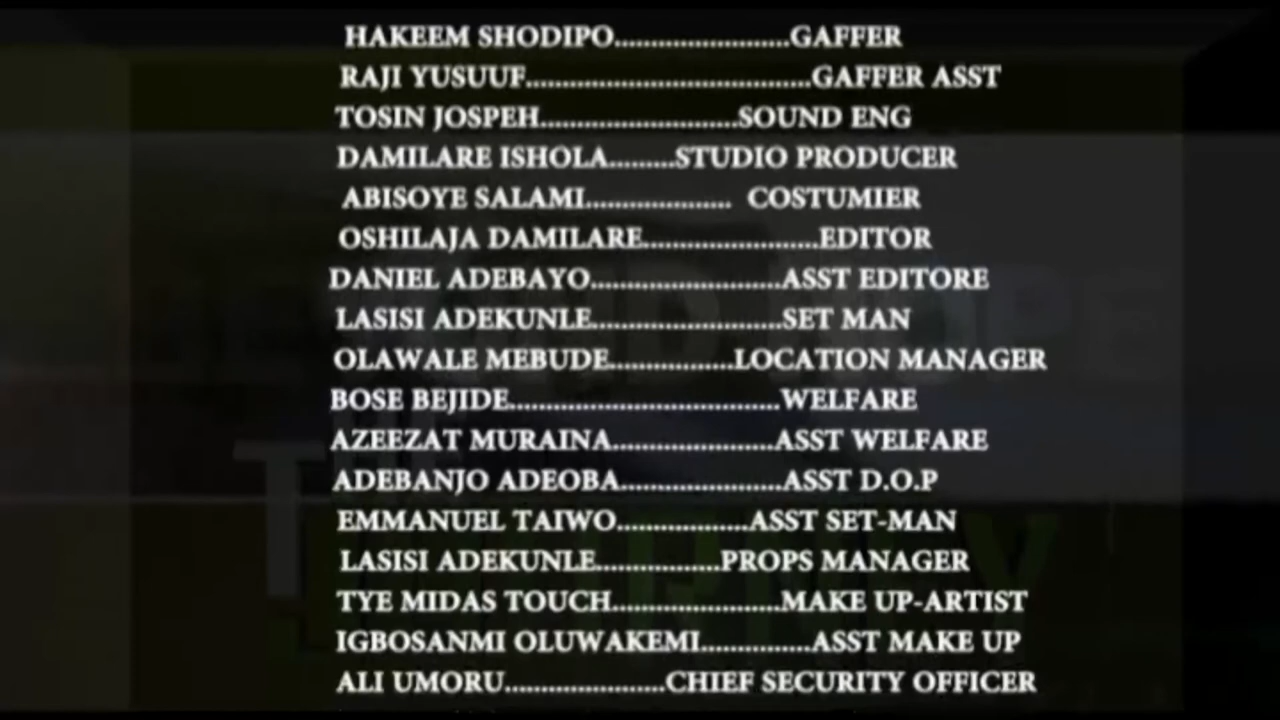 HAKEEM SHODIPO........................GAFFER
RAJI YUSUUF.......................................GAFFER ASST
TOSIN JOSPEH...........................SOUND ENG
DAMILARE ISHOLA.........STUDIO PRODUCER
ABISOYE SALAMI.................... COSTUMIER
OSHILAJA DAMILARE........................EDITOR
DANIEL ADEBAYO..........................ASST EDITORE
LASISI ADEKUNLE..........................SET MAN
OLAWALE MEBUDE.................LOCATION MANAGER
BOSE BEJIDE.....................................WELFARE
AZEEZAT MURAINA......................ASST WELFARE
ADEBANJO ADEOBA......................ASST D.O.P
EMMANUEL TAIWO..................ASST SET-MAN
LASISI ADEKUNLE.................PROPS MANAGER
TYE MIDAS TOUCH.......................MAKE UP-ARTIST
IGBOSANMI OLUWAKEMI...............ASST MAKE UP
ALI UMORU......................CHIEF SECURITY OFFICER